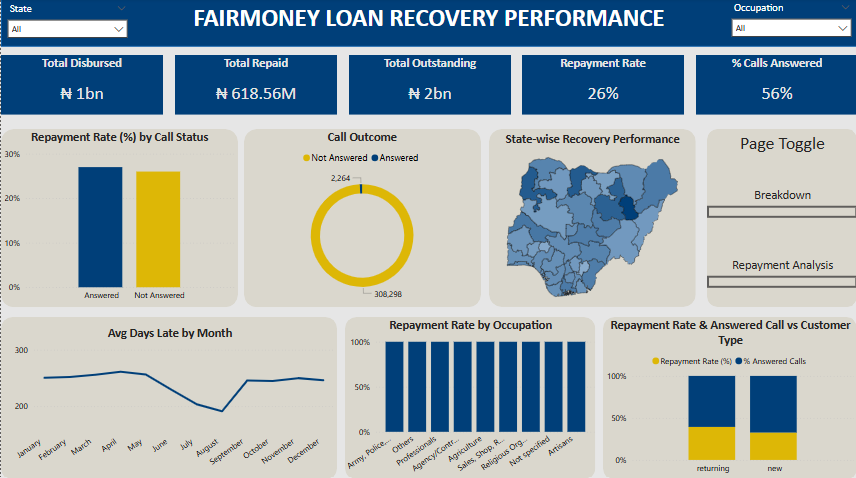 State
All
FAIRMONEY LOAN RECOVERY PERFORMANCE
Occupation
All
Total Disbursed
₦ 1bn
Total Repaid
₦ 618.56M
Total Outstanding
₦ 2bn
Repayment Rate
26%
% Calls Answered
56%
Repayment Rate (%) by Call Status
30%
20%
10%
0%
Answered
Not Answered
Call Outcome
Not Answered
Answered
2,264
308,298
State-wise Recovery Performance
Page Toggle
Breakdown
Repayment Analysis
Avg Days Late by Month
300
200
January
February
March
April
May
June
July
August
September
October
November
December
Repayment Rate by Occupation
100%
50%
0%
Army, Police...
Others
Professionals
Agency/Contr...
Agriculture
Sales, Shop, R...
Religious Org...
Not specified
Artisans
Repayment Rate & Answered Call vs Customer
Type
Repayment Rate (%)
% Answered Calls
100%
50%
0%
returning
new